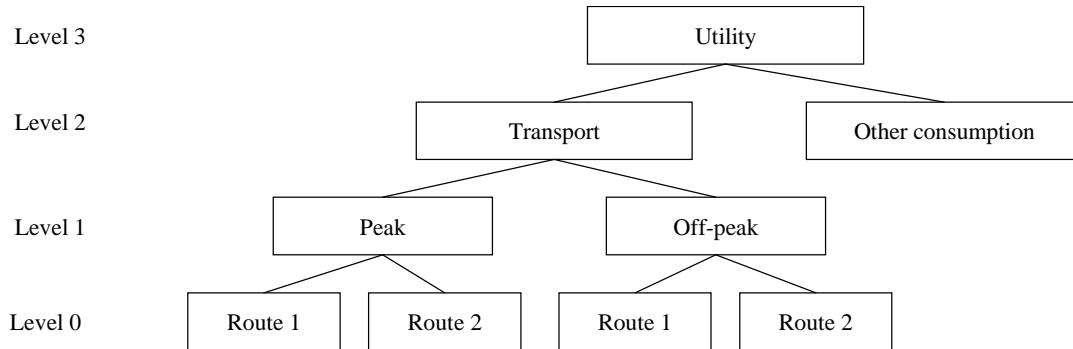 Level 3
Utility
Level 2
Transport
Other consumption
Level 1
Peak
Off-peak
Level 0
Route 1
Route 2
Route 1
Route 2